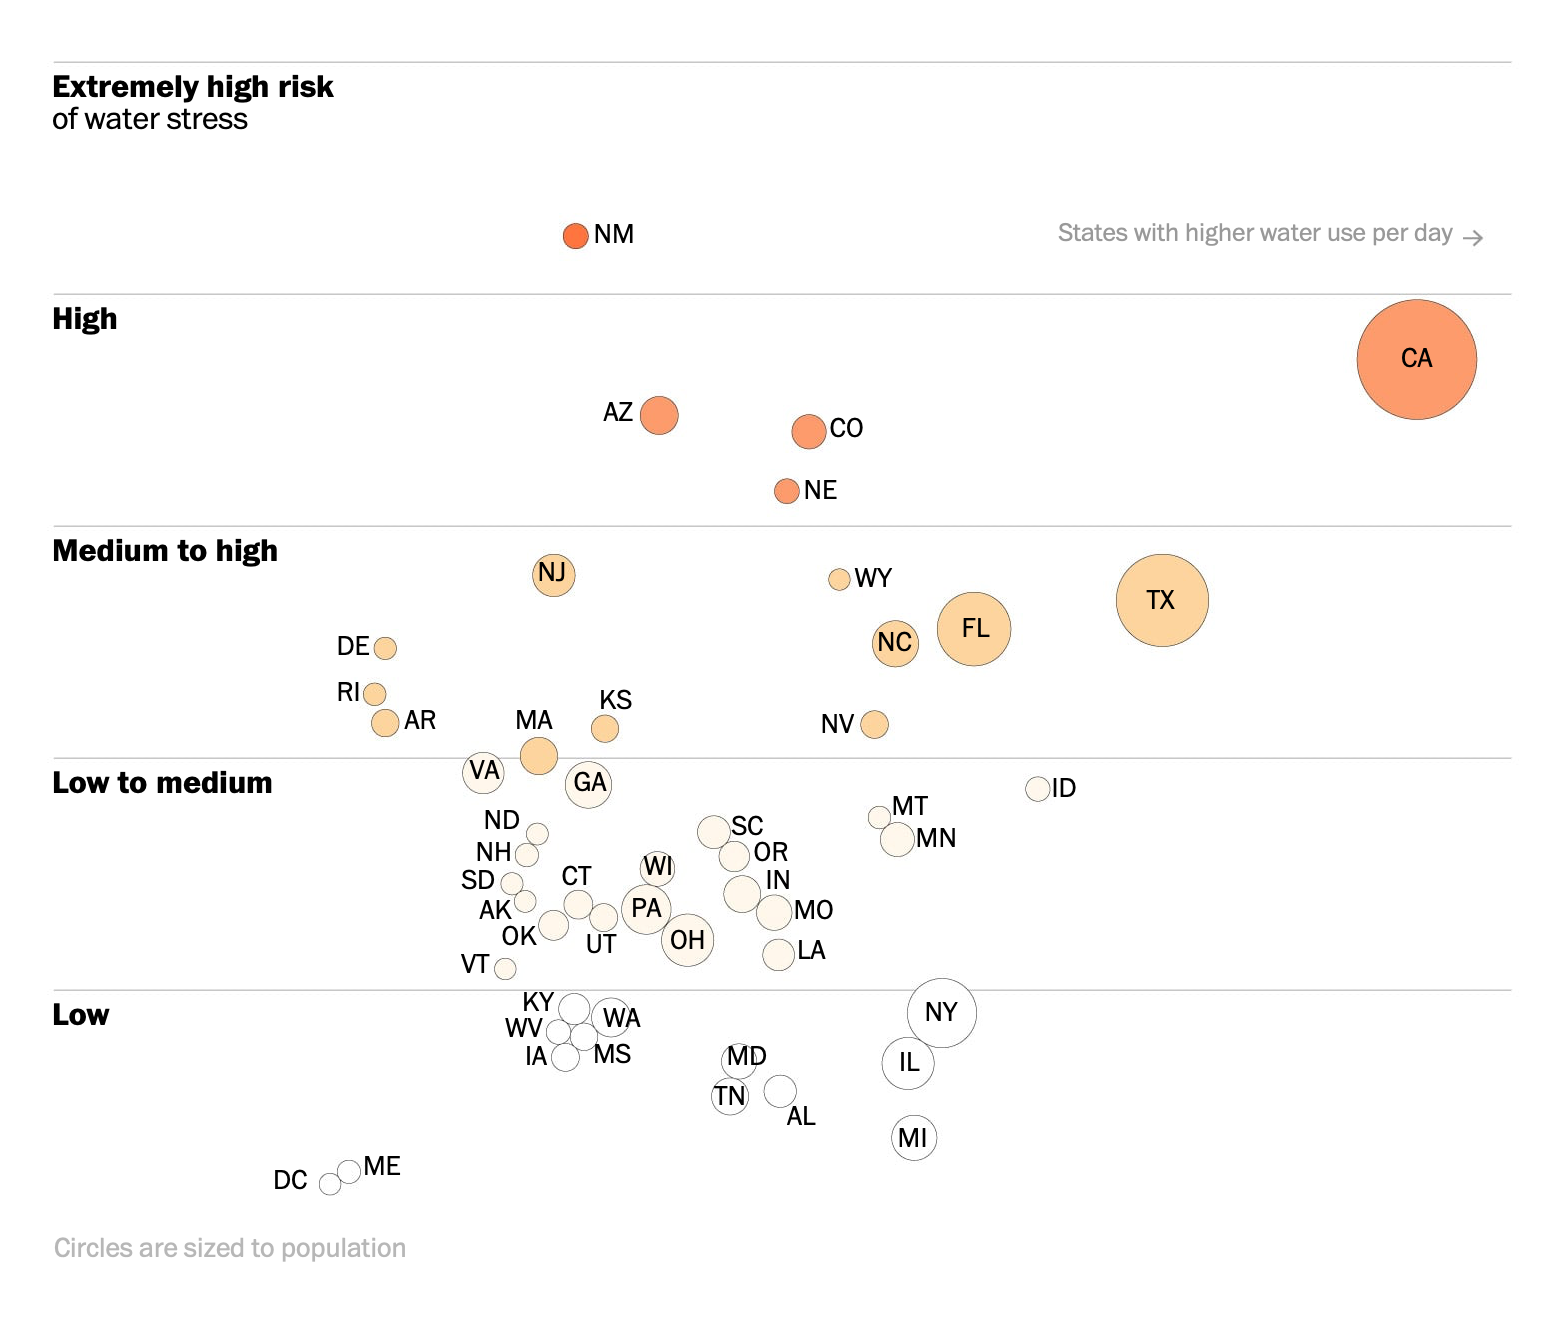 Extremely high risk
of water stress
NM
States with higher water use per day →
High
CA
AZ
CO
NE
Medium to high
NJ
WY
TX
FL
NC
DE
RI
KS
AR
MA
NV
VA
Low to medium
GA
ID
MT
ND
SC
MN
NH
OR
WI
CT
SD
IN
AK
PA
MO
OK
UT
OH
LA
VT
KY
Low
NY
WA
WV
IA
MS
MD
IL
TN
AL
MI
ME
DC
Circles are sized to population